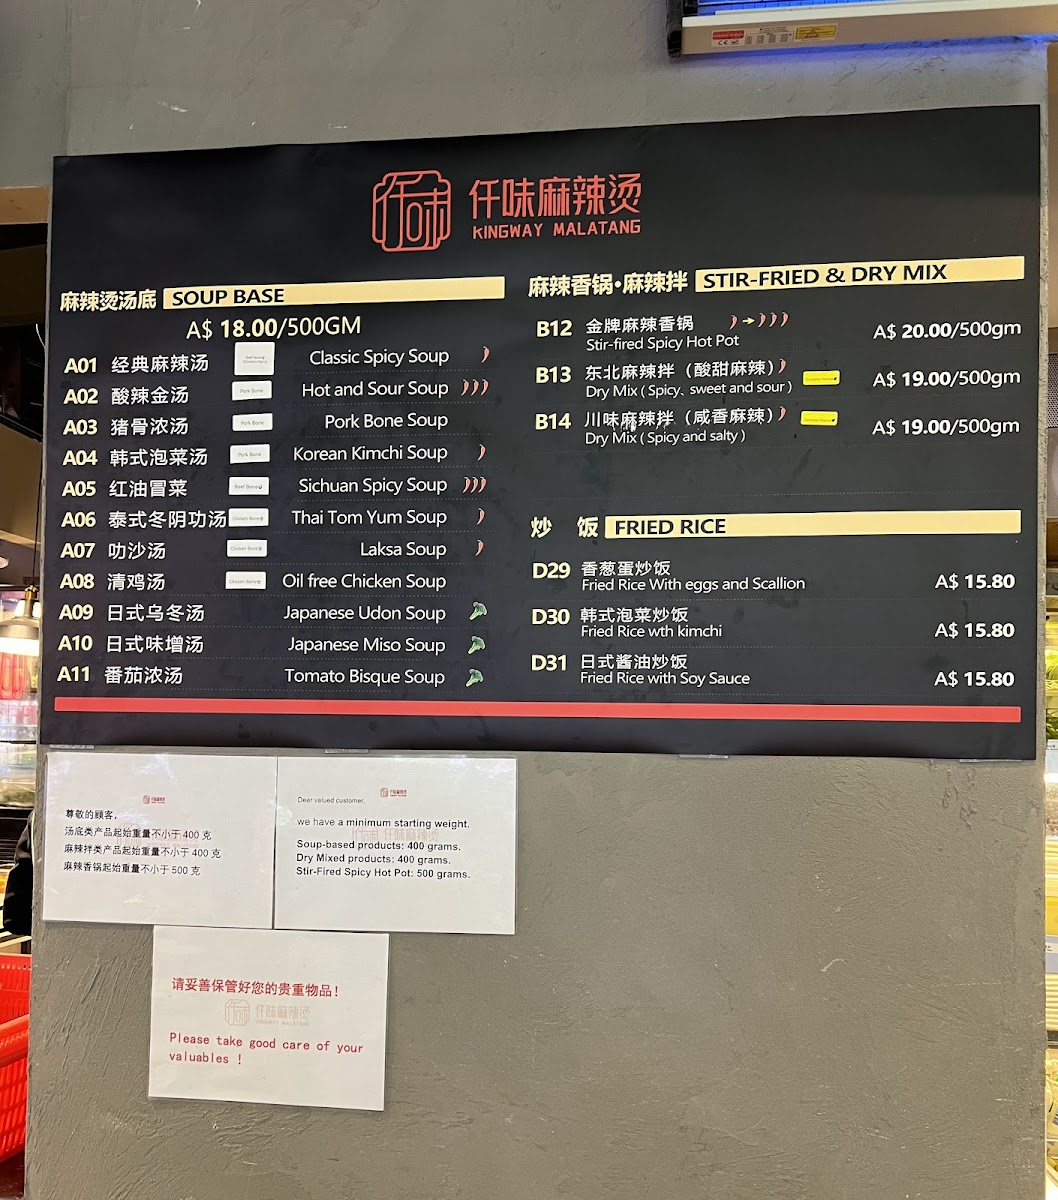 仟味麻辣烫
KINGWAY MALATANG
麻辣烫汤底 SOUP BASE
A$ 18.00/500GM
A01 经典麻辣汤 Classic Spicy Soup
A02 酸辣金汤 Pork Bone Hot and Sour Soup
A03 猪骨浓汤 Pork Bone Pork Bone Soup
A04 韩式泡菜汤 Pork Bone Korean Kimchi Soup
A05 红油冒菜 Beef Bone Sichuan Spicy Soup
A06 泰式冬阴功汤 Chicken Bone Thai Tom Yum Soup
A07 叻沙汤 Chicken Bone Laksa Soup
A08 清鸡汤 Chicken Bone Oil free Chicken Soup
A09 日式乌冬汤 Japanese Udon Soup
A10 日式味增汤 Japanese Miso Soup
A11 番茄浓汤 Tomato Bisque Soup
麻辣香锅·麻辣拌 STIR-FRIED & DRY MIX
B12 金牌麻辣香锅 A$ 20.00/500gm
Stir-fired Spicy Hot Pot
B13 东北麻辣拌（酸甜麻辣） A$ 19.00/500gm
Dry Mix ( Spicy、sweet and sour )
B14 川味麻辣拌（咸香麻辣） A$ 19.00/500gm
Dry Mix ( Spicy and salty )
炒 饭 FRIED RICE
D29 香葱蛋炒饭 A$ 15.80
Fried Rice With eggs and Scallion
D30 韩式泡菜炒饭 A$ 15.80
Fried Rice wth kimchi
D31 日式酱油炒饭 A$ 15.80
Fried Rice with Soy Sauce
尊敬的顾客，
汤底类产品起始重量不小于 400 克
麻辣拌类产品起始重量不小于 400 克
麻辣香锅起始重量不小于 500 克
Dear valued customer,
we have a minimum starting weight.
仟味麻辣烫
Soup-based products: 400 grams.
Dry Mixed products: 400 grams.
Stir-Fired Spicy Hot Pot: 500 grams.
请妥善保管好您的贵重物品！
仟味麻辣烫
KINGWAY MALATANG
Please take good care of your
valuables !